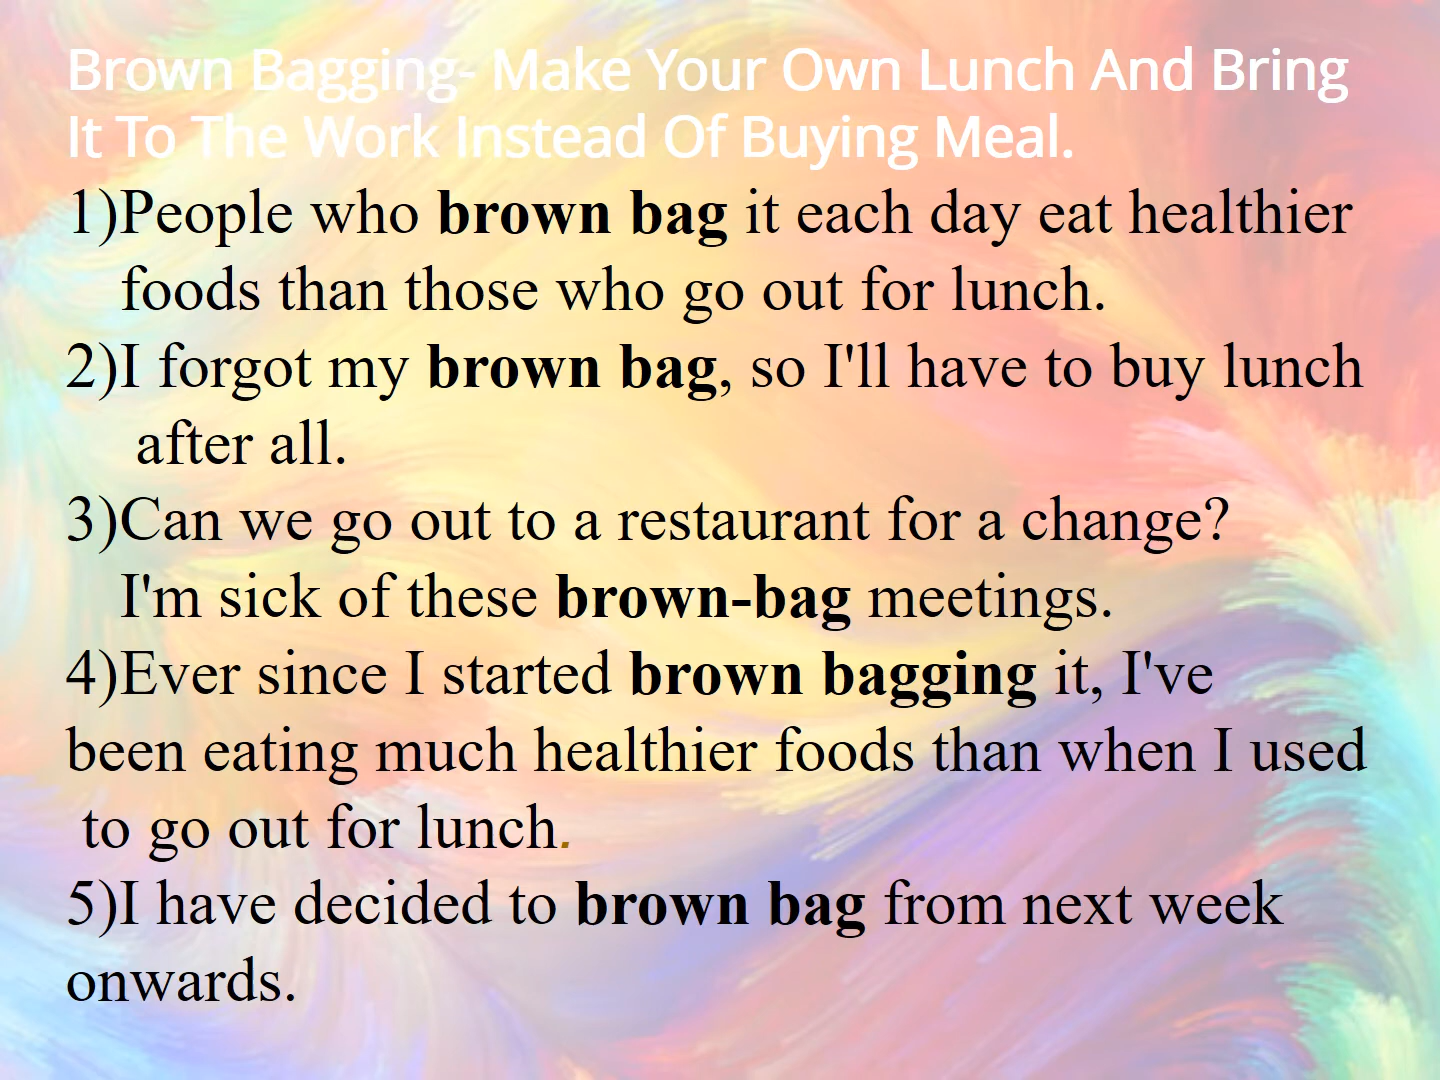 Brown Bagging- Make Your Own Lunch And Bring
It To The Work Instead Of Buying Meal.
1)People who brown bag it each day eat healthier
foods than those who go out for lunch.
2)I forgot my brown bag, so I'll have to buy lunch
after all.
3)Can we go out to a restaurant for a change?
I'm sick of these brown-bag meetings.
4)Ever since I started brown bagging it, I've
been eating much healthier foods than when I used
to go out for lunch.
5)I have decided to brown bag from next week
onwards.